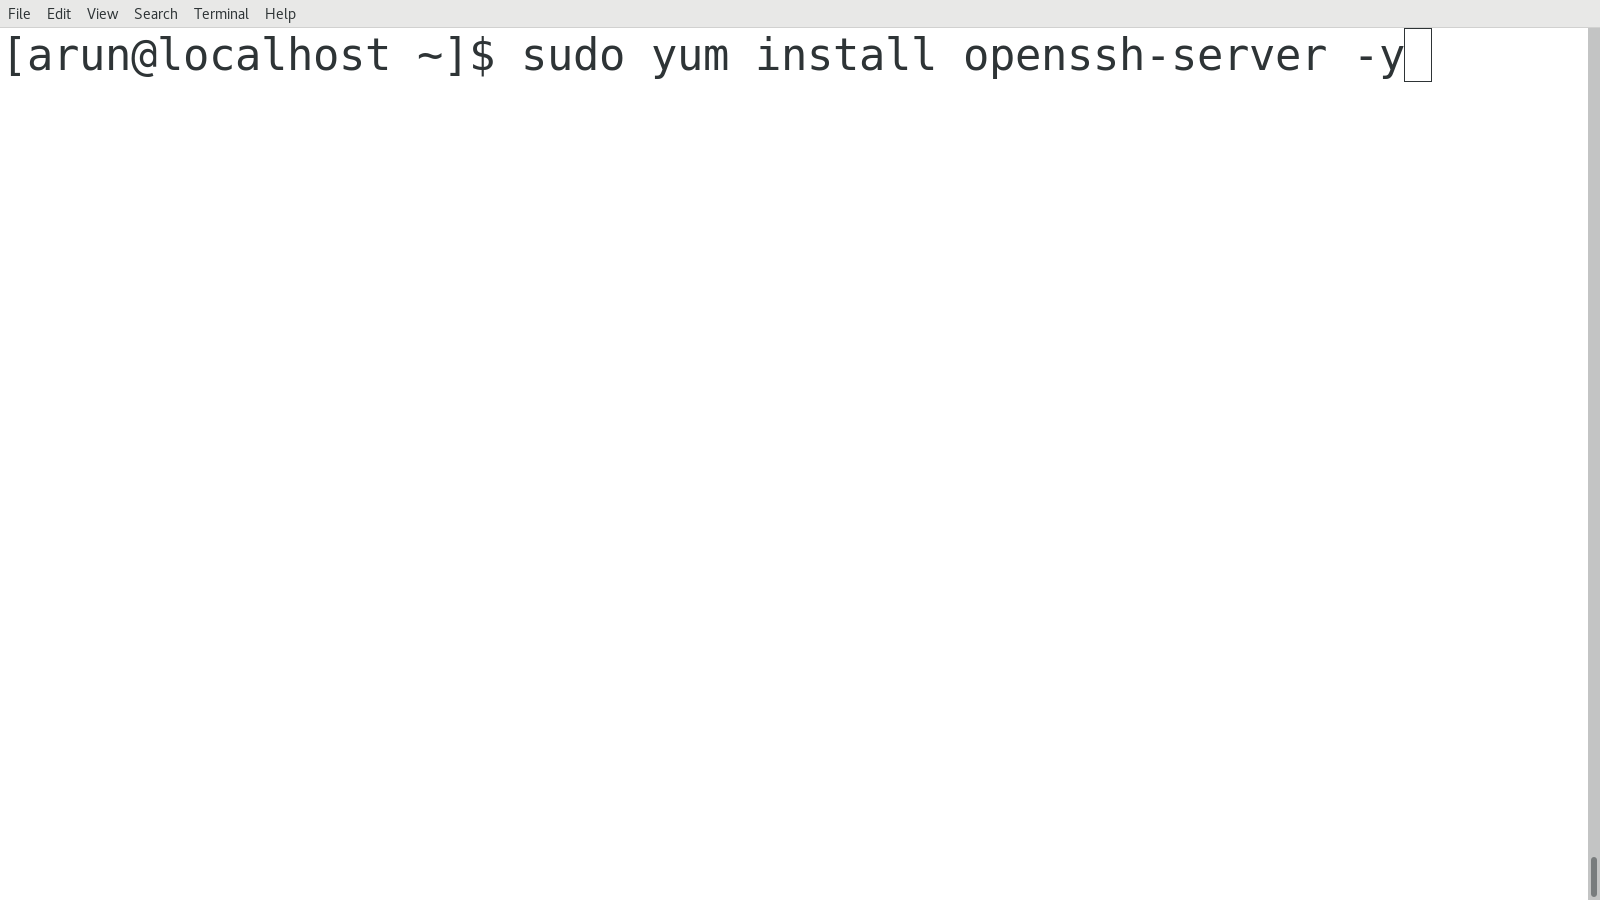 File Edit View Search Terminal Help
[arun@localhost ~]$ sudo yum install openssh-server -y